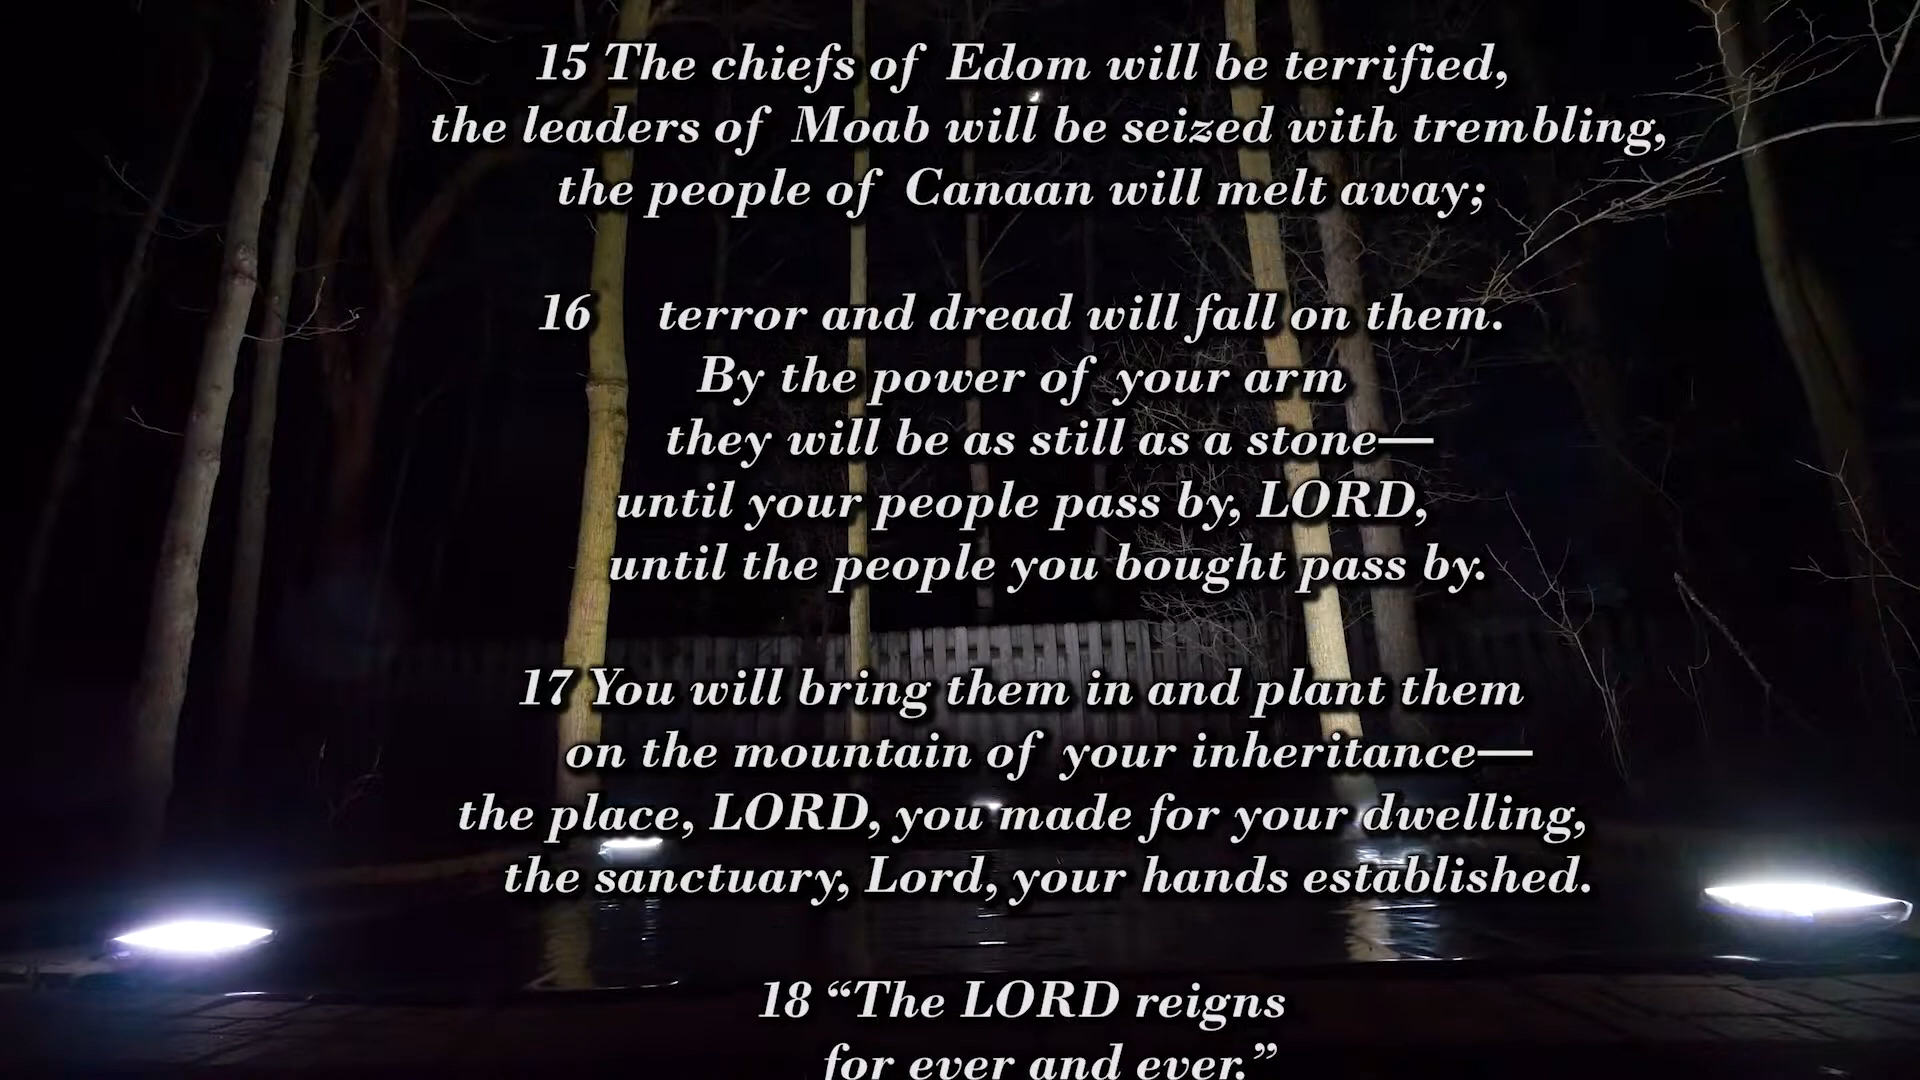 15 The chiefs of Edom will be terrified,
the leaders of Moab will be seized with trembling,
the people of Canaan will melt away;
16 terror and dread will fall on them.
By the power of your arm
they will be as still as a stone—
until your people pass by, LORD,
until the people you bought pass by.
17 You will bring them in and plant them
on the mountain of your inheritance—
the place, LORD, you made for your dwelling,
the sanctuary, Lord, your hands established.
18 “The LORD reigns
for ever and ever.”